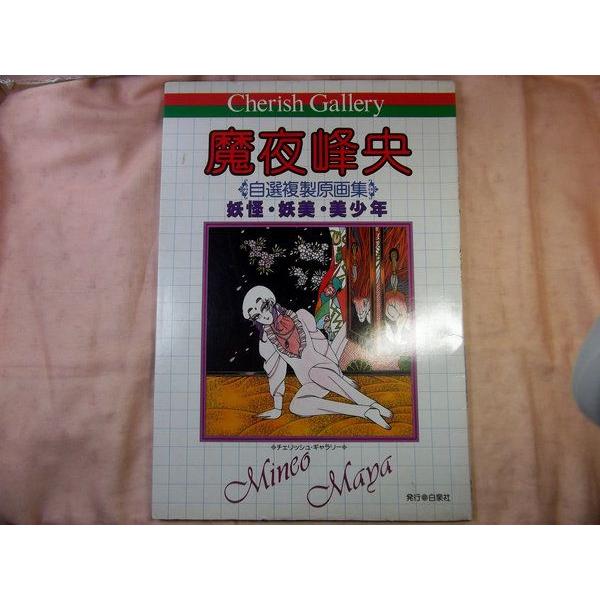 Cherish Gallery
魔夜峰央
自選複製原画集
妖怪・妖美・美少年
チェリッシュ・ギャラリー
Mineo
Maya
発行●白泉社